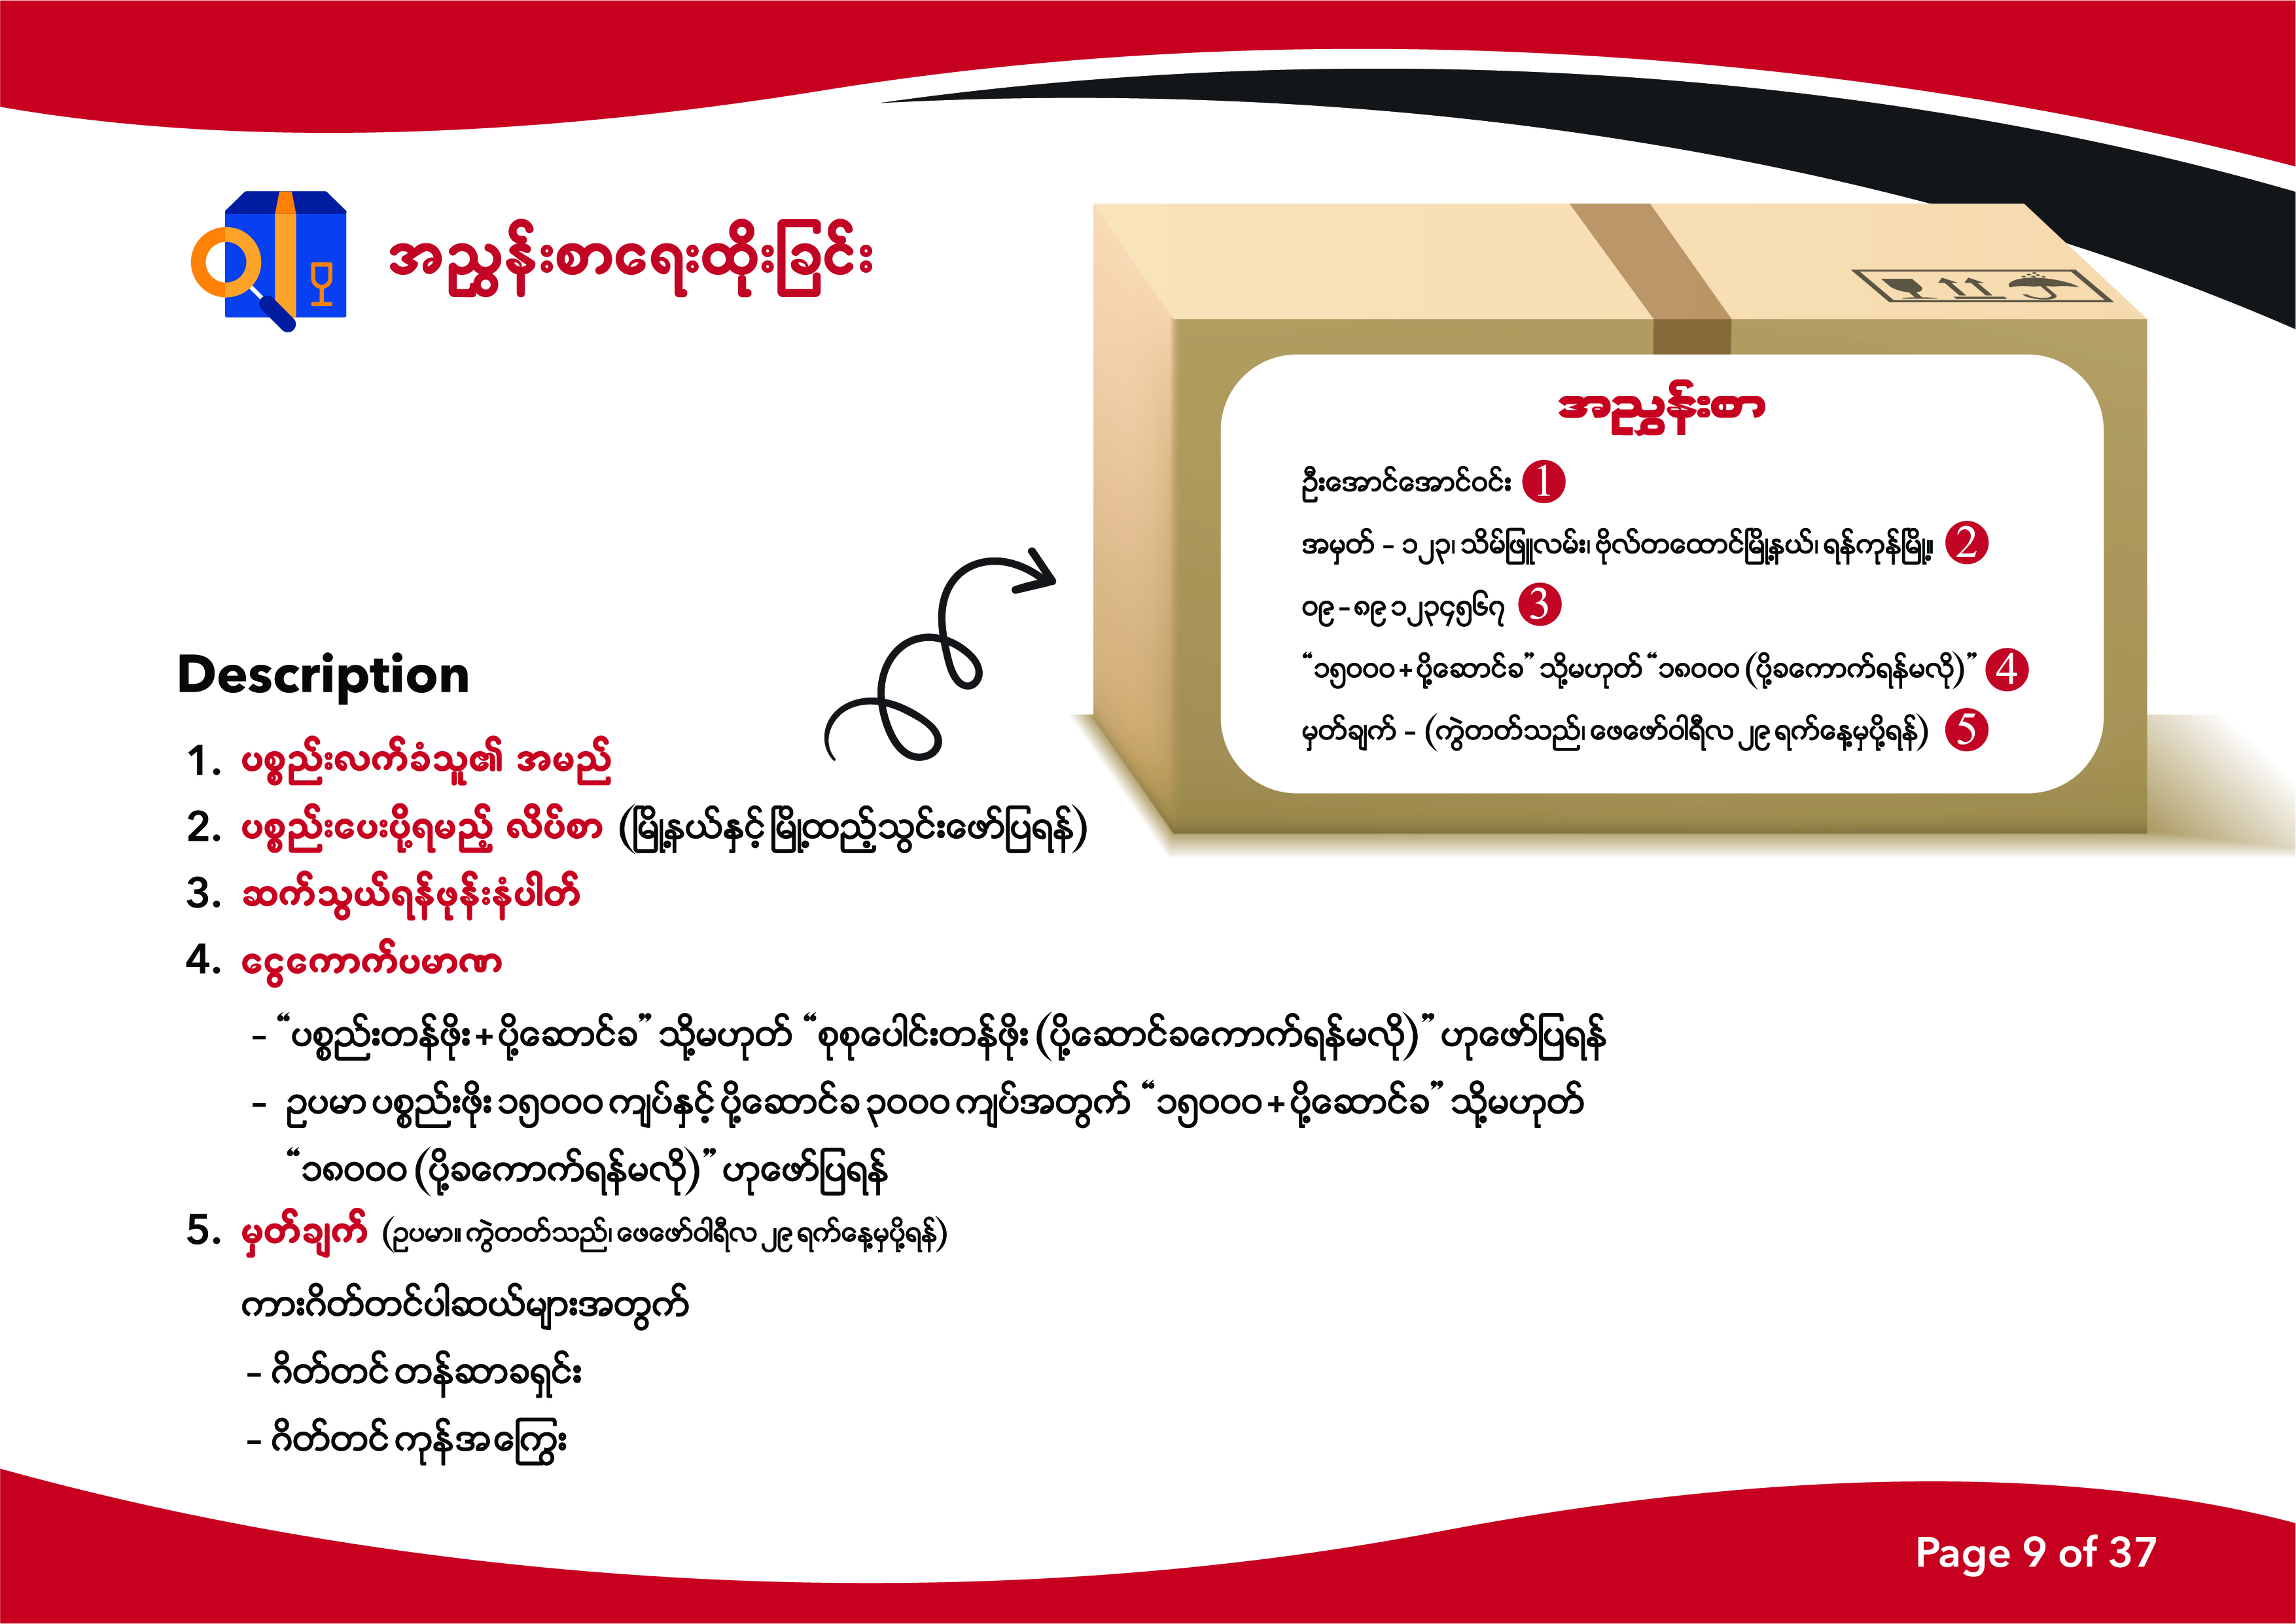 အညွှန်းစာရေးထိုးခြင်း
အညွှန်းစာ
ဦးအောင်အောင်ဝင်း 1
အမှတ် - ၁၂၃၊ သိမ်ဖြူလမ်း၊ ဗိုလ်တထောင်မြို့နယ်၊ ရန်ကုန်မြို့။ 2
၀၉ - ၈၉ ၁၂၃၄၅၆၇ 3
“၁၅၀၀၀ + ပို့ဆောင်ခ” သို့မဟုတ် “၁၈၀၀၀ (ပို့ခကောက်ရန်မလို)” 4
မှတ်ချက် - (ကွဲတတ်သည်၊ ဖေဖော်ဝါရီလ ၂၉ ရက်နေ့မှပို့ရန်) 5
Description
1. ပစ္စည်းလက်ခံသူ၏ အမည်
2. ပစ္စည်းပေးပို့ရမည့် လိပ်စာ (မြို့နယ်နှင့် မြို့ထည့်သွင်းဖော်ပြရန်)
3. ဆက်သွယ်ရန်ဖုန်းနံပါတ်
4. ငွေကောက်ပမာဏ
- “ပစ္စည်းတန်ဖိုး + ပို့ဆောင်ခ” သို့မဟုတ် “စုစုပေါင်းတန်ဖိုး (ပို့ဆောင်ခကောက်ရန်မလို)” ဟုဖော်ပြရန်
- ဥပမာ ပစ္စည်းဖိုး ၁၅၀၀၀ ကျပ်နှင့် ပို့ဆောင်ခ ၃၀၀၀ ကျပ်အတွက် “၁၅၀၀၀ + ပို့ဆောင်ခ” သို့မဟုတ်
“၁၈၀၀၀ (ပို့ခကောက်ရန်မလို)” ဟုဖော်ပြရန်
5. မှတ်ချက် (ဥပမာ။ ကွဲတတ်သည်၊ ဖေဖော်ဝါရီလ ၂၉ ရက်နေ့မှပို့ရန်)
ကားဂိတ်တင်ပါဆယ်များအတွက်
- ဂိတ်တင် တန်ဆာခရှင်း
- ဂိတ်တင် ကုန်အကြွေး
Page 9 of 37